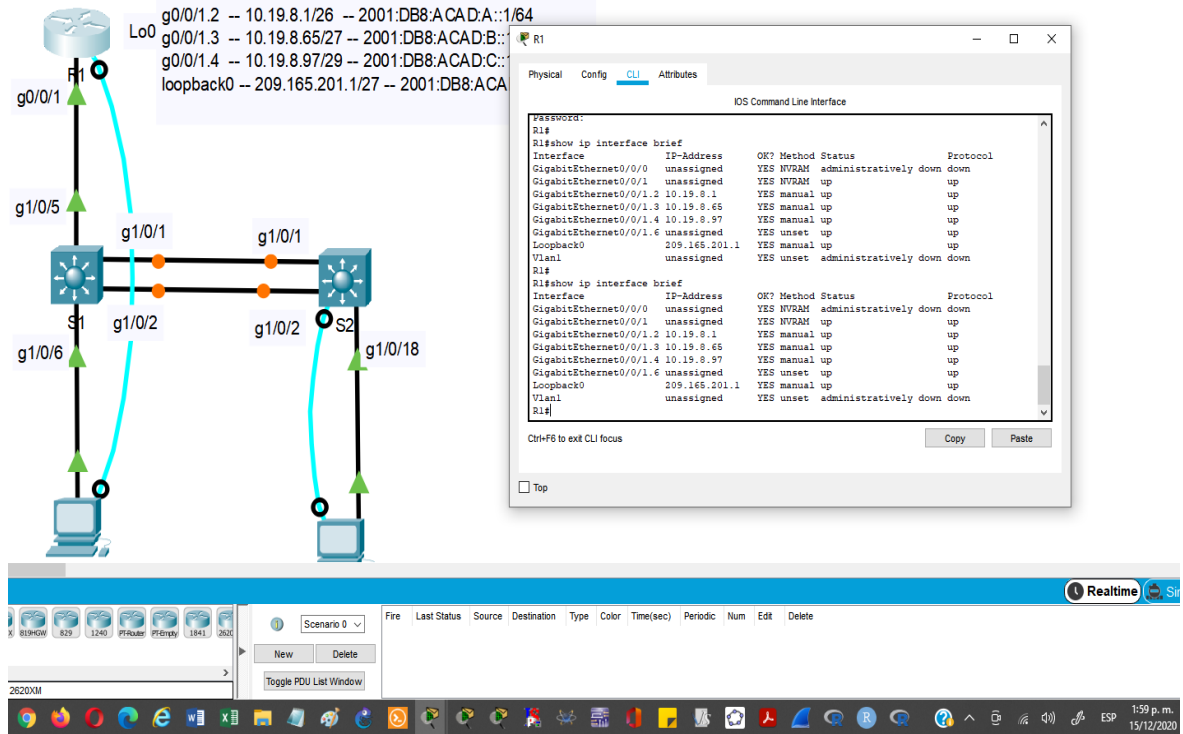 g0/0/1.2 -- 10.19.8.1/26 -- 2001:DB8:ACAD:A::1/64
Lo0
g0/0/1.3 -- 10.19.8.65/27 -- 2001:DB8:ACAD:B::
g0/0/1.4 -- 10.19.8.97/29 -- 2001:DB8:ACAD:C::
loopback0 -- 209.165.201.1/27 -- 2001:DB8:ACA
R1
g0/0/1
g1/0/5
g1/0/1
g1/0/1
S1
g1/0/2
g1/0/2
S2
g1/0/6
g1/0/18
R1
Physical Config CLI Attributes
IOS Command Line Interface
Password:
R1#
R1#show ip interface brief
Interface IP-Address OK? Method Status Protocol
GigabitEthernet0/0/0 unassigned YES NVRAM administratively down down
GigabitEthernet0/0/1 unassigned YES NVRAM up up
GigabitEthernet0/0/1.2 10.19.8.1 YES manual up up
GigabitEthernet0/0/1.3 10.19.8.65 YES manual up up
GigabitEthernet0/0/1.4 10.19.8.97 YES manual up up
GigabitEthernet0/0/1.6 unassigned YES unset up up
Loopback0 209.165.201.1 YES manual up up
Vlan1 unassigned YES unset administratively down down
R1#
R1#show ip interface brief
Interface IP-Address OK? Method Status Protocol
GigabitEthernet0/0/0 unassigned YES NVRAM administratively down down
GigabitEthernet0/0/1 unassigned YES NVRAM up up
GigabitEthernet0/0/1.2 10.19.8.1 YES manual up up
GigabitEthernet0/0/1.3 10.19.8.65 YES manual up up
GigabitEthernet0/0/1.4 10.19.8.97 YES manual up up
GigabitEthernet0/0/1.6 unassigned YES unset up up
Loopback0 209.165.201.1 YES manual up up
Vlan1 unassigned YES unset administratively down down
R1#
Ctrl+F6 to exit CLI focus
Copy Paste
Top
Realtime
X 819HGW 829 1240 PT-Router PT-Empty 1841
2620XM
Scenario 0
New Delete
Toggle PDU List Window
Fire Last Status Source Destination Type Color Time(sec) Periodic Num Edit Delete
ESP
1:59 p. m.
15/12/2020